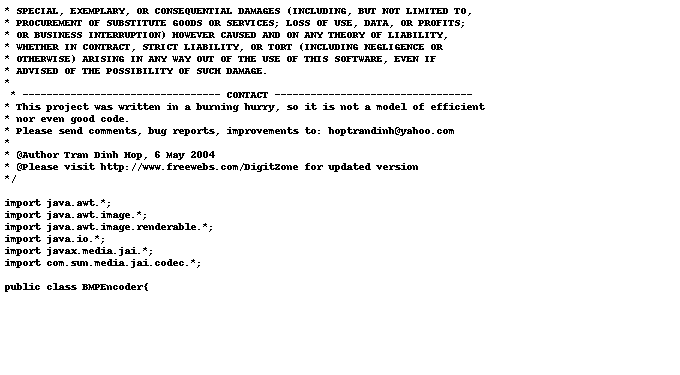 * SPECIAL, EXEMPLARY, OR CONSEQUENTIAL DAMAGES (INCLUDING, BUT NOT LIMITED TO,
* PROCUREMENT OF SUBSTITUTE GOODS OR SERVICES; LOSS OF USE, DATA, OR PROFITS;
* OR BUSINESS INTERRUPTION) HOWEVER CAUSED AND ON ANY THEORY OF LIABILITY,
* WHETHER IN CONTRACT, STRICT LIABILITY, OR TORT (INCLUDING NEGLIGENCE OR
* OTHERWISE) ARISING IN ANY WAY OUT OF THE USE OF THIS SOFTWARE, EVEN IF
* ADVISED OF THE POSSIBILITY OF SUCH DAMAGE.
*
* --------------------------------- CONTACT ---------------------------------
* This project was written in a burning hurry, so it is not a model of efficient
* nor even good code.
* Please send comments, bug reports, improvements to: hoptrandinh@yahoo.com
*
* @Author Tran Dinh Hop, 6 May 2004
* @Please visit http://www.freewebs.com/DigitZone for updated version
*/
import java.awt.*;
import java.awt.image.*;
import java.awt.image.renderable.*;
import java.io.*;
import javax.media.jai.*;
import com.sun.media.jai.codec.*;
public class BMPEncoder{